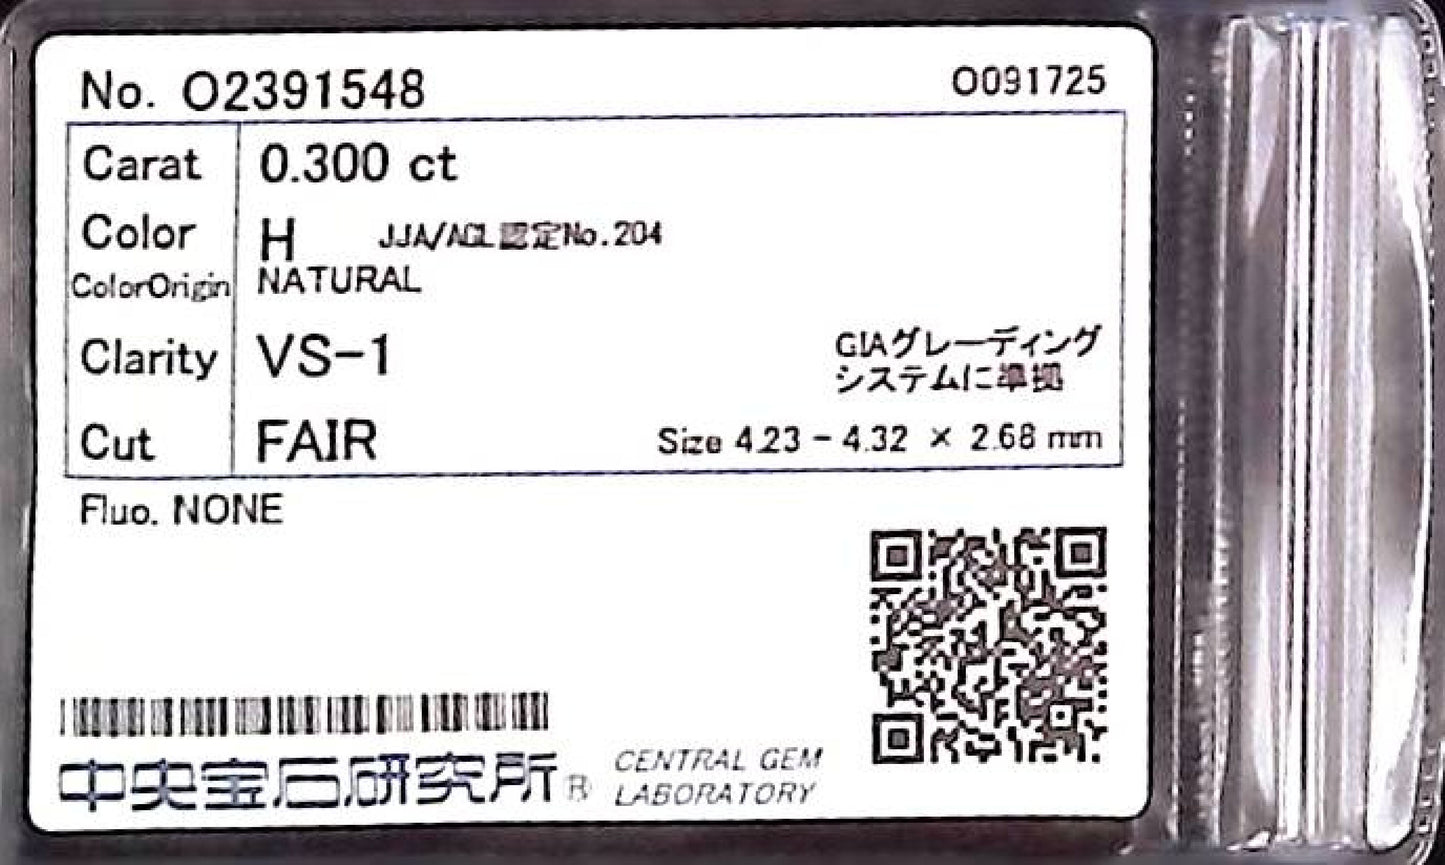 No. O2391548 O091725
Carat 0.300 ct
Color H JJA/AGL認定No.204
ColorOrigin NATURAL
Clarity VS-1
GIAグレーディング
システムに準拠
Cut FAIR Size 4.23 - 4.32 × 2.68 mm
Fluo. NONE
中央宝石研究所® CENTRAL GEM
LABORATORY